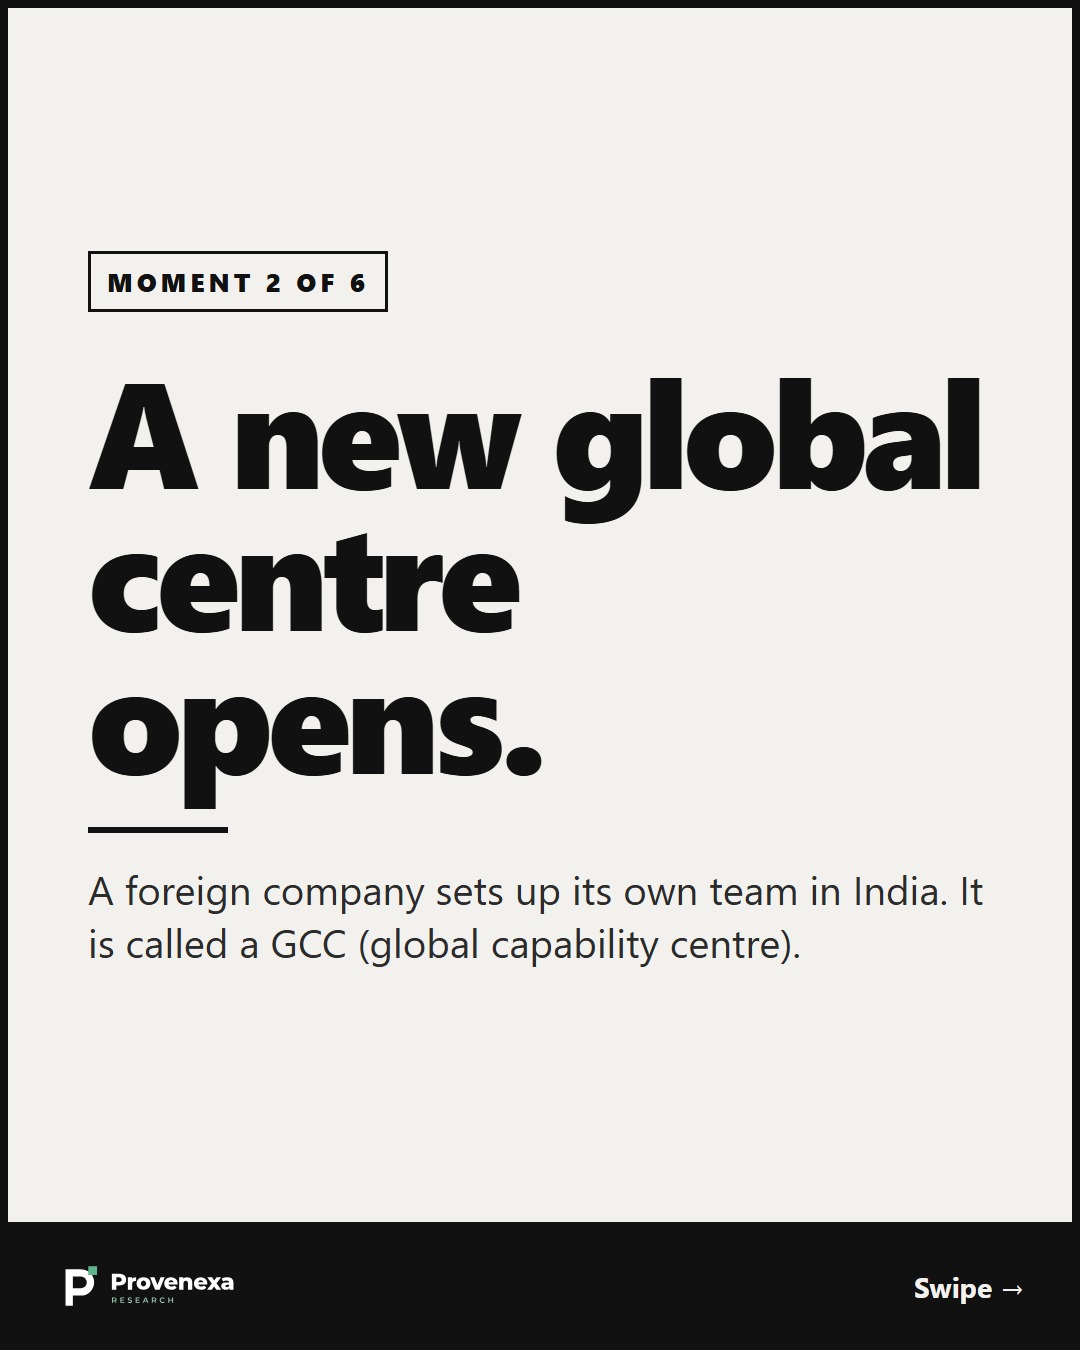 MOMENT 2 OF 6
A new global
centre
opens.
A foreign company sets up its own team in India. It
is called a GCC (global capability centre).
Provenexa
RESEARCH
Swipe →